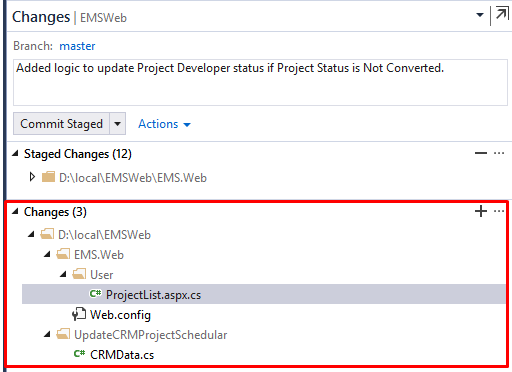 Changes | EMSWeb
Branch: master
Added logic to update Project Developer status if Project Status is Not Converted.
Commit Staged Actions
Staged Changes (12)
D:\local\EMSWeb\EMS.Web
Changes (3)
D:\local\EMSWeb
EMS.Web
User
C# ProjectList.aspx.cs
Web.config
UpdateCRMProjectSchedular
C# CRMData.cs